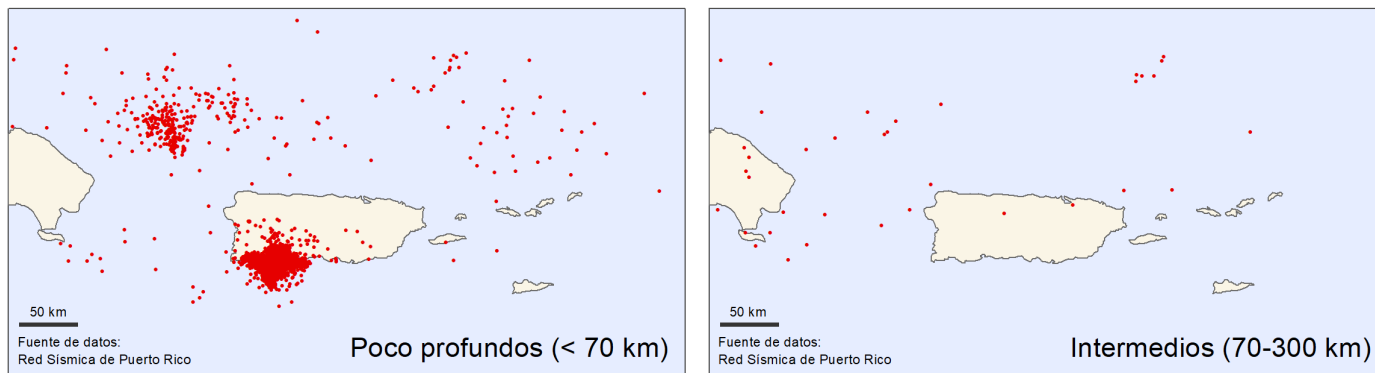 50 km
Fuente de datos:
Red Sísmica de Puerto Rico
Poco profundos (< 70 km)
50 km
Fuente de datos:
Red Sísmica de Puerto Rico
Intermedios (70-300 km)